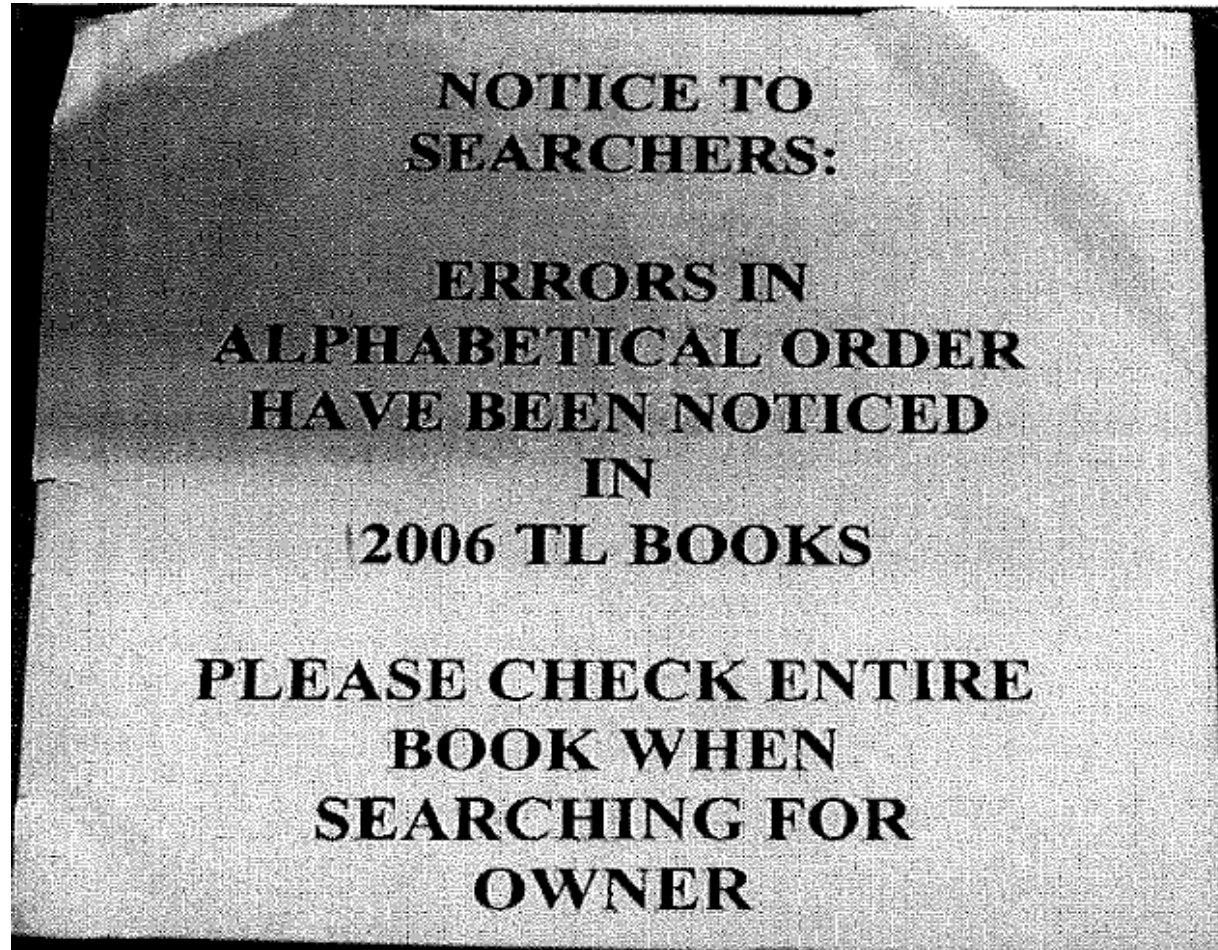 NOTICE TO
SEARCHERS:
ERRORS IN
ALPHABETICAL ORDER
HAVE BEEN NOTICED
IN
2006 TL BOOKS
PLEASE CHECK ENTIRE
BOOK WHEN
SEARCHING FOR
OWNER